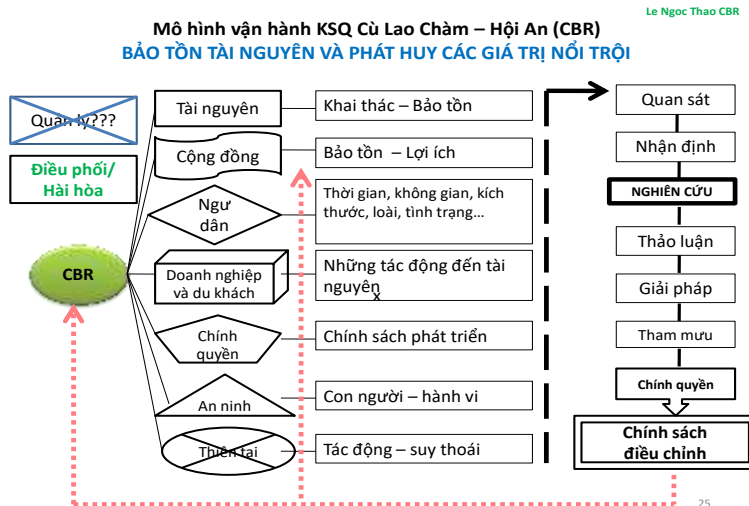 Le Ngoc Thao CBR
Mô hình vận hành KSQ Cù Lao Chàm – Hội An (CBR)
BẢO TỒN TÀI NGUYÊN VÀ PHÁT HUY CÁC GIÁ TRỊ NỔI TRỘI
Quản lý???
Điều phối/
Hài hòa
CBR
Tài nguyên
Khai thác – Bảo tồn
Cộng đồng
Bảo tồn – Lợi ích
Ngư
dân
Thời gian, không gian, kích
thước, loài, tình trạng...
Doanh nghiệp
và du khách
Những tác động đến tài
nguyên
x
Chính
quyền
Chính sách phát triển
An ninh
Con người – hành vi
Thiên tai
Tác động – suy thoái
Quan sát
Nhận định
NGHIÊN CỨU
Thảo luận
Giải pháp
Tham mưu
Chính quyền
Chính sách
điều chỉnh
25